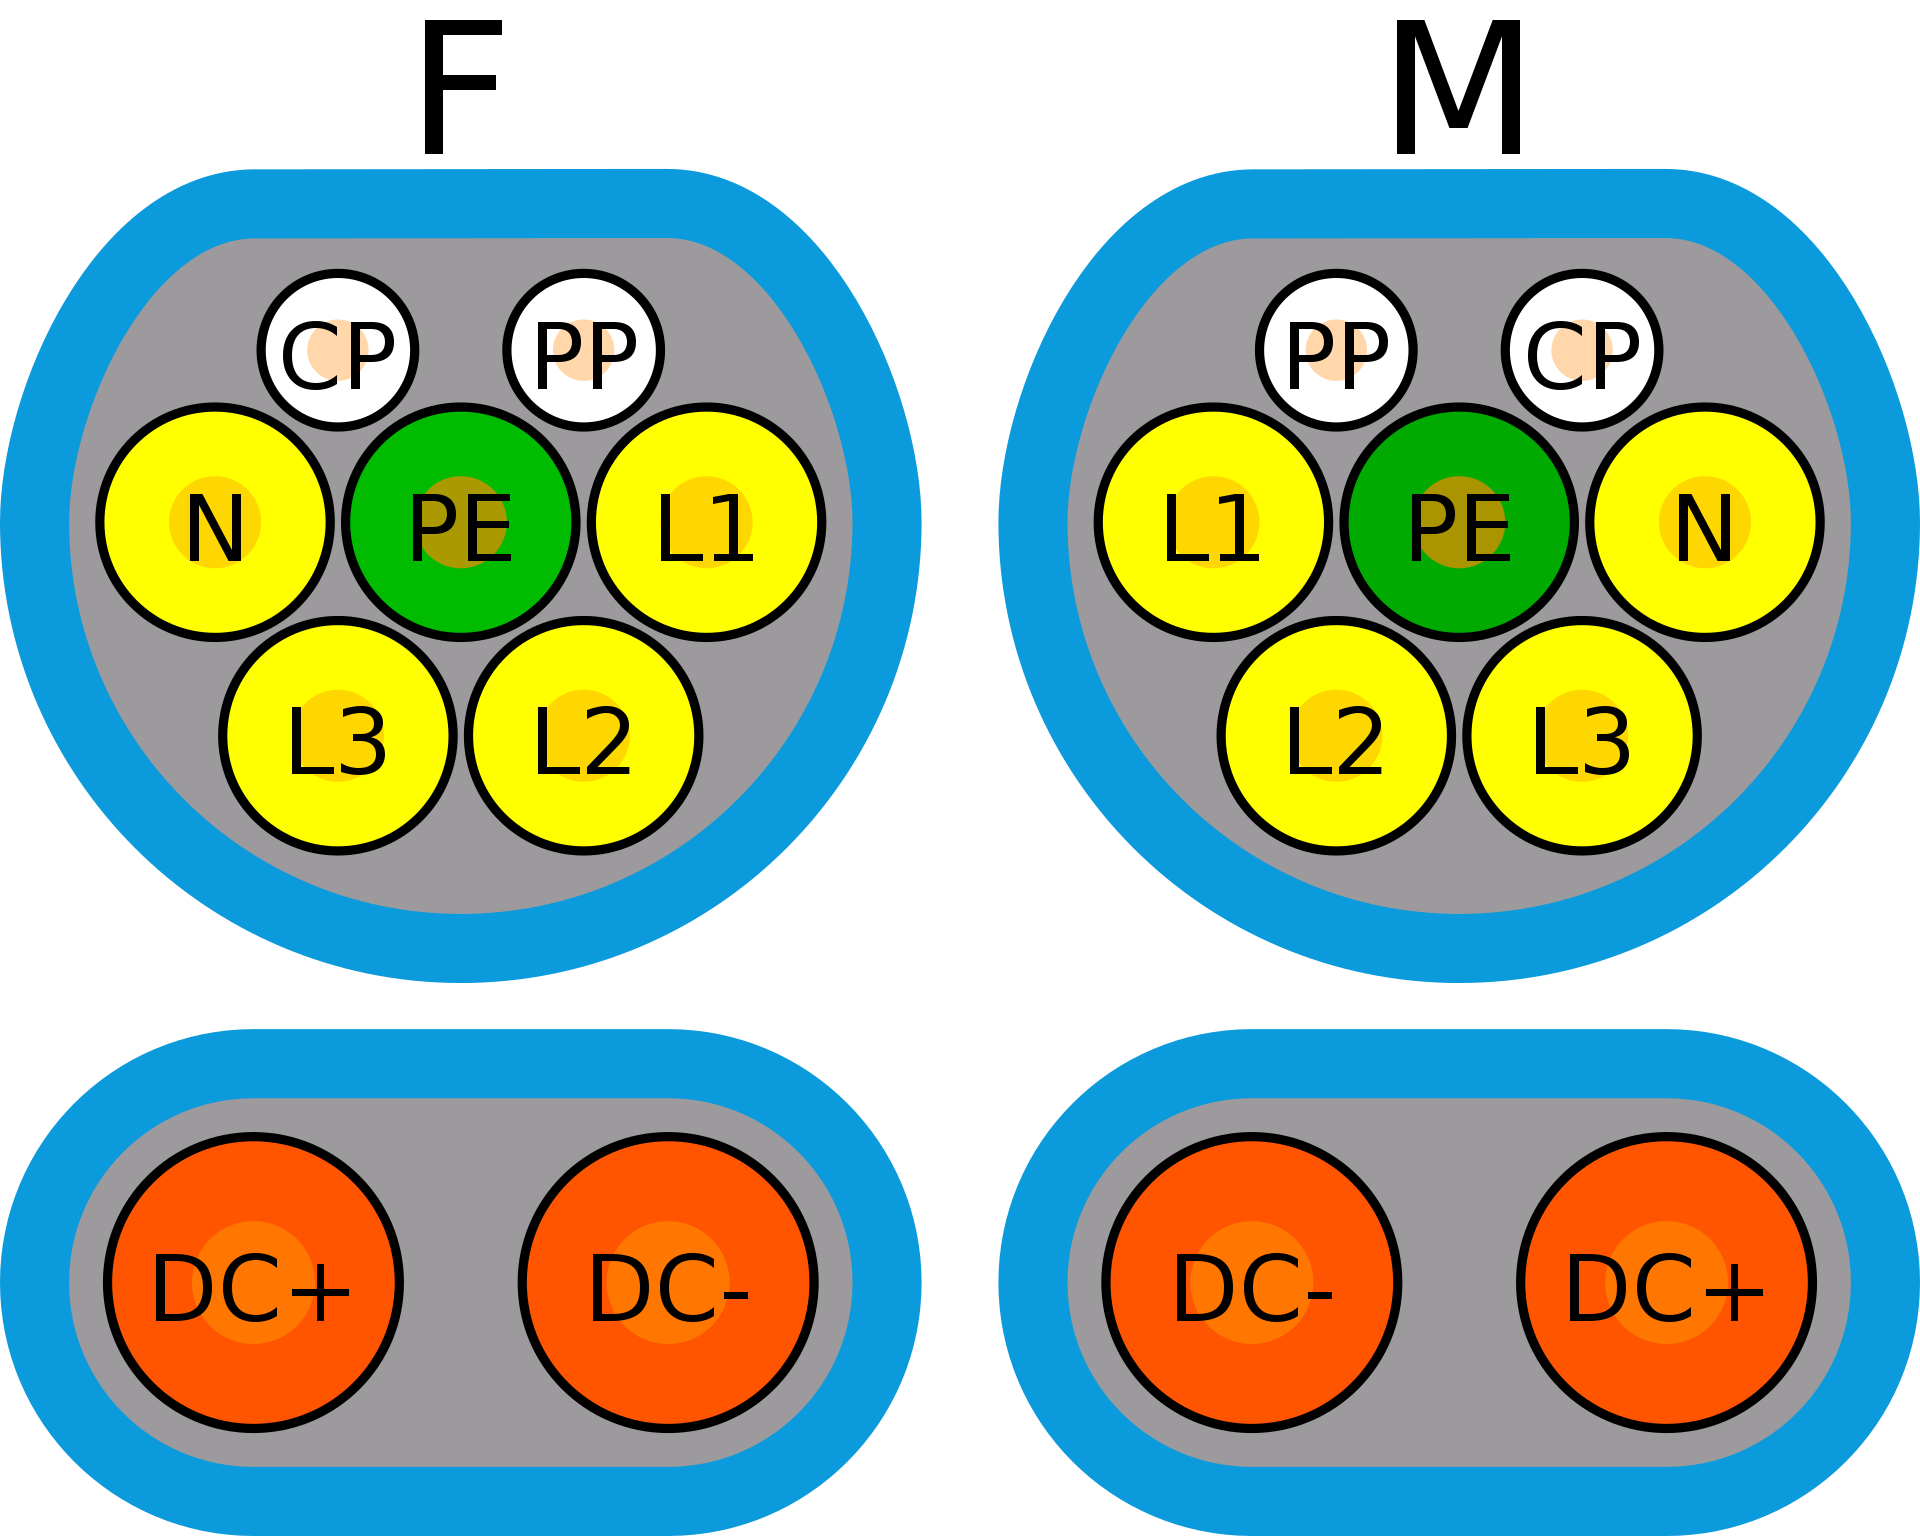 F M
CP PP PP CP
N PE L1 L1 PE N
L3 L2 L2 L3
DC+ DC- DC- DC+